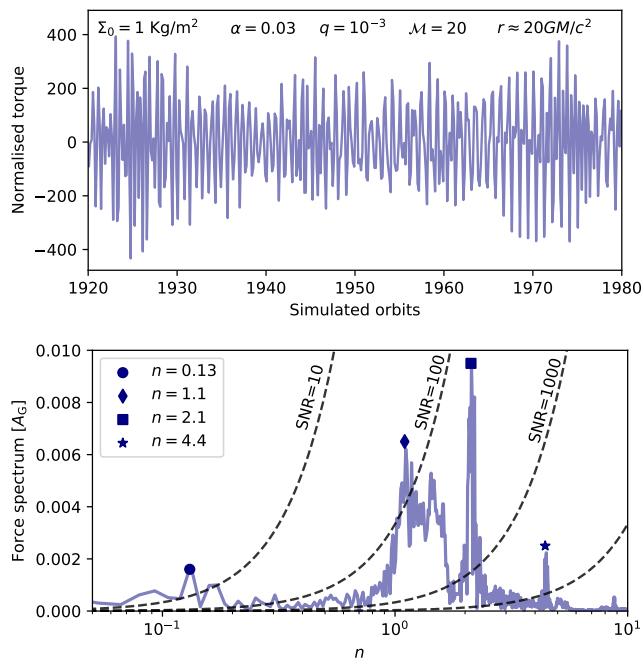 Σ₀ = 1 Kg/m² α = 0.03 q = 10⁻³ ℳ = 20 r ≈ 20GM/c²
Normalised torque
400
200
0
−200
−400
1920 1930 1940 1950 1960 1970 1980
Simulated orbits
Force spectrum [A_G]
0.010
0.008
0.006
0.004
0.002
0.000
n = 0.13
n = 1.1
n = 2.1
n = 4.4
SNR=10
SNR=100
SNR=1000
10⁻¹ 10⁰ 10¹
n